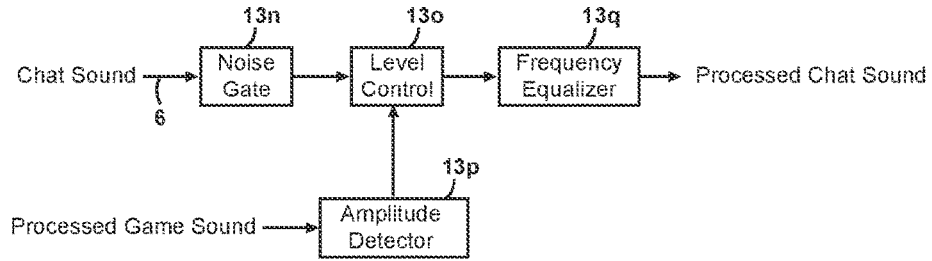 13n
13o
13q
Chat Sound
6
Noise
Gate
Level
Control
Frequency
Equalizer
Processed Chat Sound
13p
Processed Game Sound
Amplitude
Detector